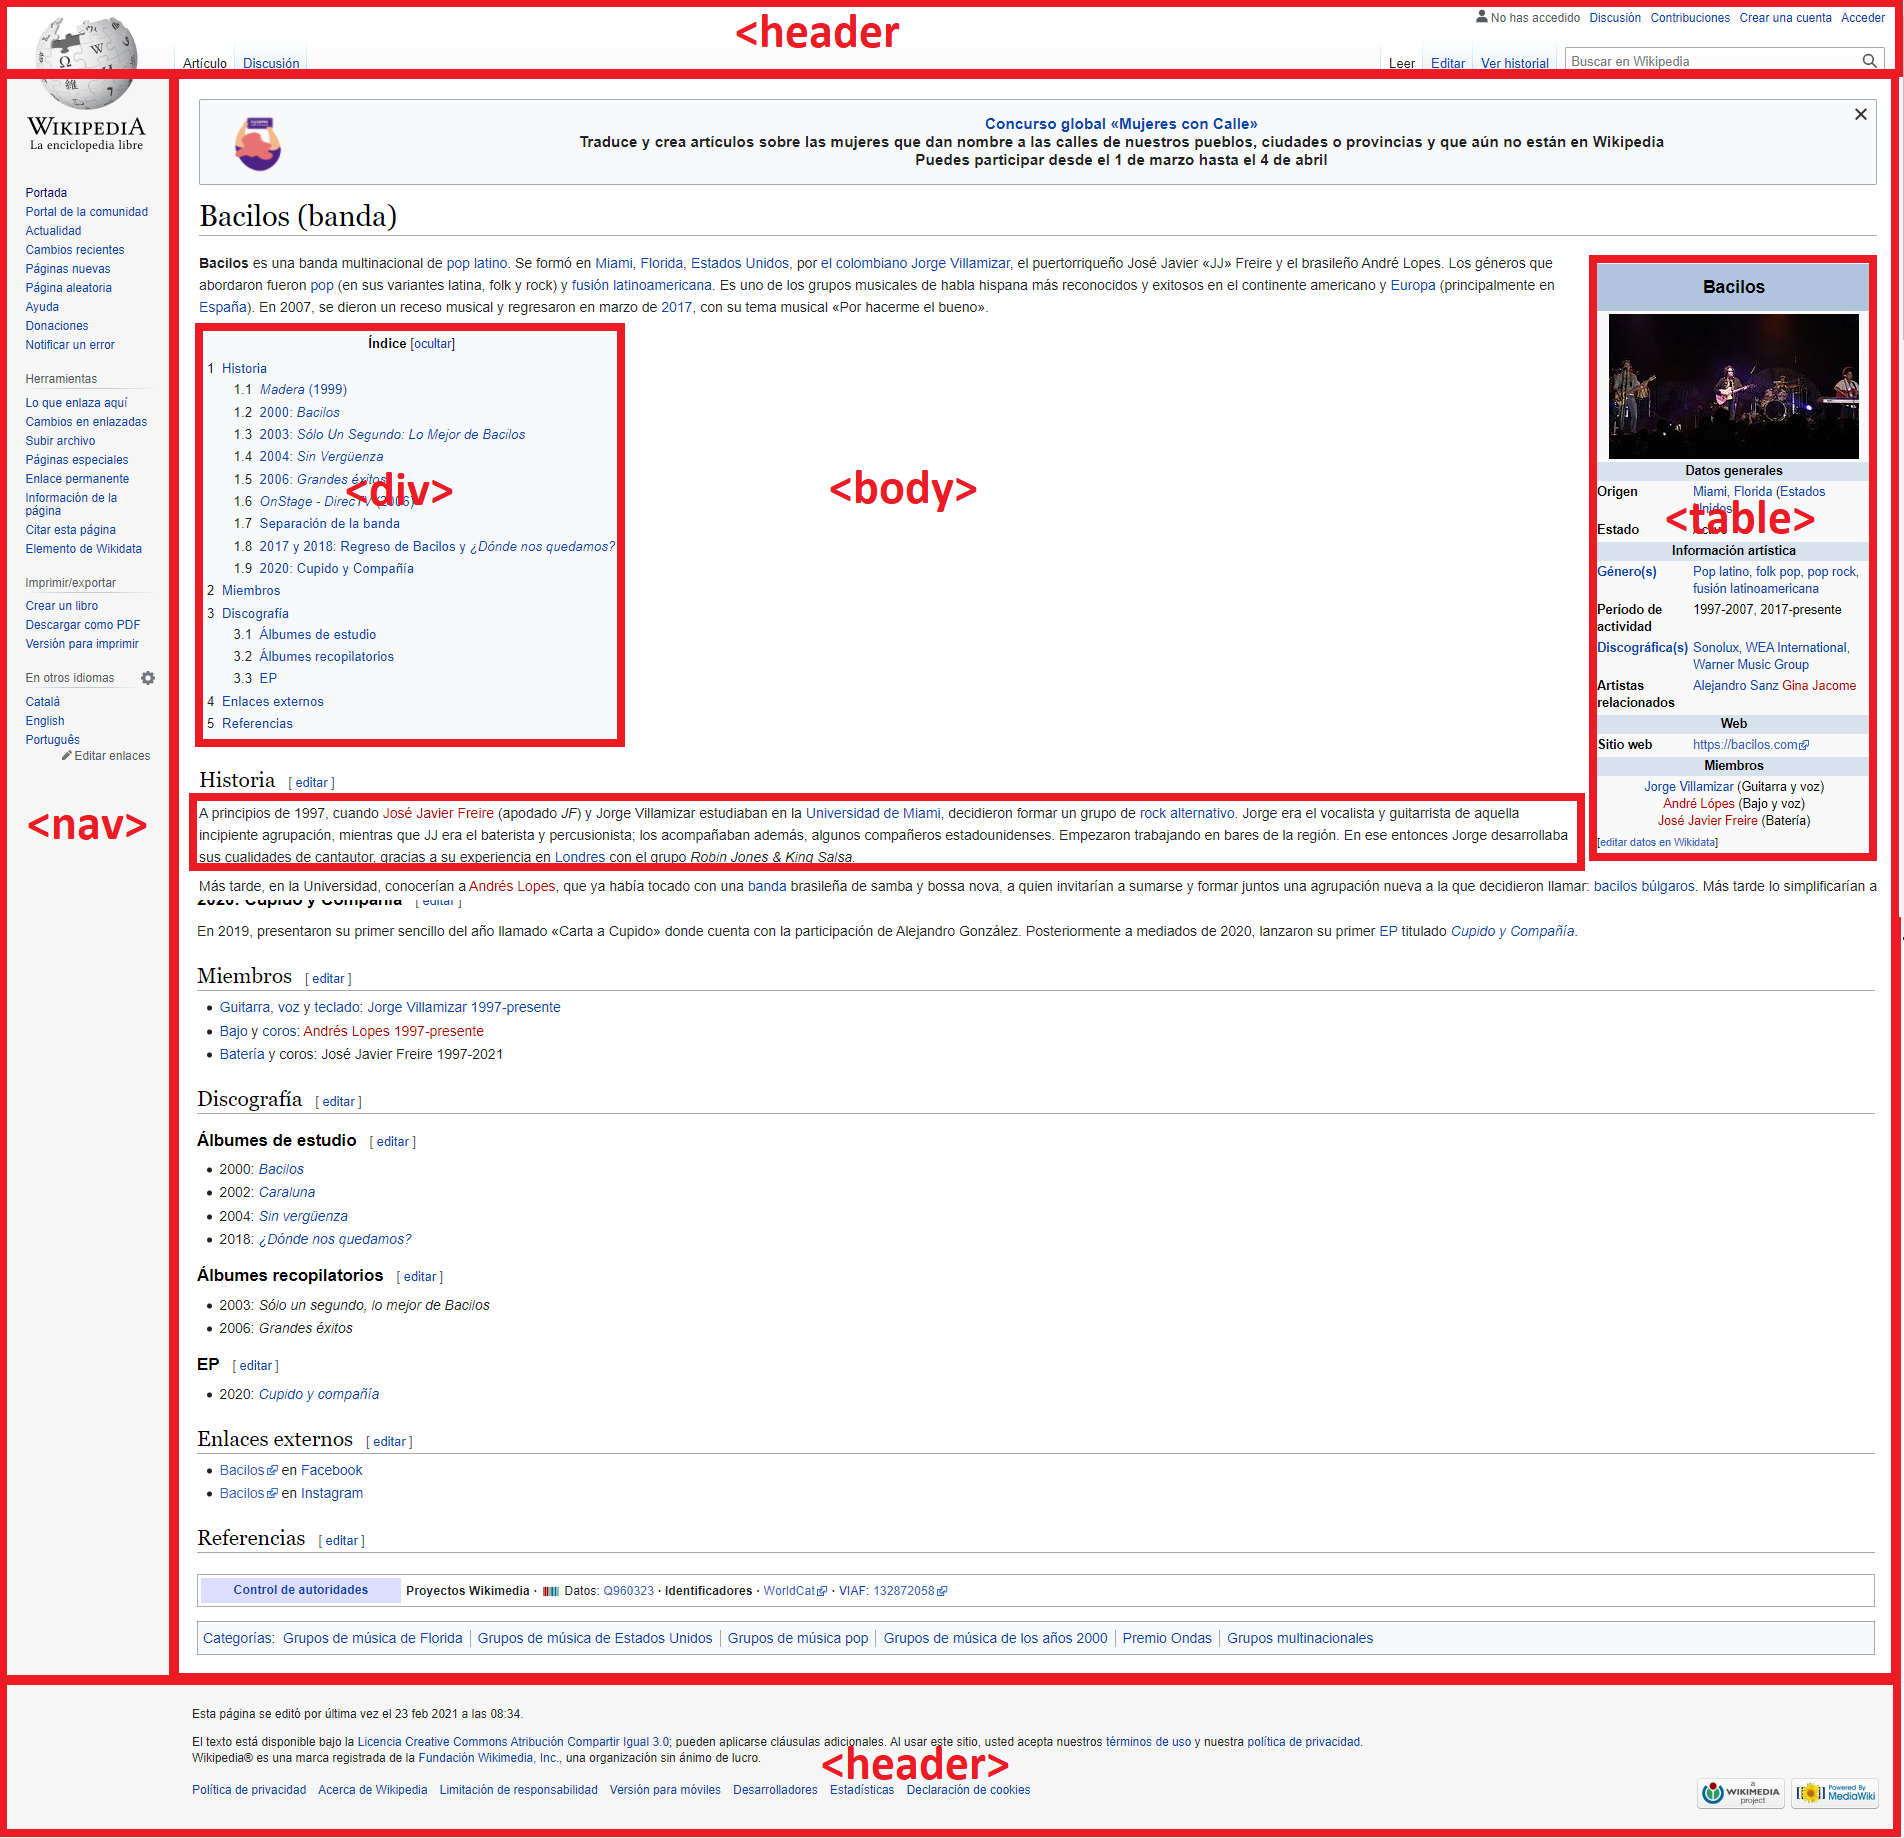 <header
No has accedido Discusión Contribuciones Crear una cuenta Acceder
Artículo Discusión
Leer Editar Ver historial Buscar en Wikipedia
WIKIPEDIA
La enciclopedia libre
Portada
Portal de la comunidad
Actualidad
Cambios recientes
Páginas nuevas
Página aleatoria
Ayuda
Donaciones
Notificar un error
Herramientas
Lo que enlaza aquí
Cambios en enlazadas
Subir archivo
Páginas especiales
Enlace permanente
Información de la
página
Citar esta página
Elemento de Wikidata
Imprimir/exportar
Crear un libro
Descargar como PDF
Versión para imprimir
En otros idiomas
Català
English
Português
Editar enlaces
<nav>
Concurso global «Mujeres con Calle»
Traduce y crea artículos sobre las mujeres que dan nombre a las calles de nuestros pueblos, ciudades o provincias y que aún no están en Wikipedia
Puedes participar desde el 1 de marzo hasta el 4 de abril
Bacilos (banda)
Bacilos es una banda multinacional de pop latino. Se formó en Miami, Florida, Estados Unidos, por el colombiano Jorge Villamizar, el puertorriqueño José Javier «JJ» Freire y el brasileño André Lopes. Los géneros que
abordaron fueron pop (en sus variantes latina, folk y rock) y fusión latinoamericana. Es uno de los grupos musicales de habla hispana más reconocidos y exitosos en el continente americano y Europa (principalmente en
España). En 2007, se dieron un receso musical y regresaron en marzo de 2017, con su tema musical «Por hacerme el bueno».
Índice [ocultar]
1 Historia
1.1 Madera (1999)
1.2 2000: Bacilos
1.3 2003: Sólo Un Segundo: Lo Mejor de Bacilos
1.4 2004: Sin Vergüenza
1.5 2006: Grandes éxitos
1.6 OnStage - DirecTV (2006)
1.7 Separación de la banda
1.8 2017 y 2018: Regreso de Bacilos y ¿Dónde nos quedamos?
1.9 2020: Cupido y Compañía
2 Miembros
3 Discografía
3.1 Álbumes de estudio
3.2 Álbumes recopilatorios
3.3 EP
4 Enlaces externos
5 Referencias
<div>
<body>
Bacilos
Datos generales
Origen Miami, Florida (Estados
Unidos
Estado
<table>
Información artística
Género(s) Pop latino, folk pop, pop rock,
fusión latinoamericana
Período de 1997-2007, 2017-presente
actividad
Discográfica(s) Sonolux, WEA International,
Warner Music Group
Artistas Alejandro Sanz Gina Jacome
relacionados
Web
Sitio web https://bacilos.com
Miembros
Jorge Villamizar (Guitarra y voz)
André Lópes (Bajo y voz)
José Javier Freire (Batería)
[editar datos en Wikidata]
Historia [ editar ]
A principios de 1997, cuando José Javier Freire (apodado JF) y Jorge Villamizar estudiaban en la Universidad de Miami, decidieron formar un grupo de rock alternativo. Jorge era el vocalista y guitarrista de aquella
incipiente agrupación, mientras que JJ era el baterista y percusionista; los acompañaban además, algunos compañeros estadounidenses. Empezaron trabajando en bares de la región. En ese entonces Jorge desarrollaba
sus cualidades de cantautor, gracias a su experiencia en Londres con el grupo Robin Jones & King Salsa.
Más tarde, en la Universidad, conocerían a Andrés Lopes, que ya había tocado con una banda brasileña de samba y bossa nova, a quien invitarían a sumarse y formar juntos una agrupación nueva a la que decidieron llamar: bacilos búlgaros. Más tarde lo simplificarían a
2020: Cupido y Compañía [ editar ]
En 2019, presentaron su primer sencillo del año llamado «Carta a Cupido» donde cuenta con la participación de Alejandro González. Posteriormente a mediados de 2020, lanzaron su primer EP titulado Cupido y Compañía.
Miembros [ editar ]
• Guitarra, voz y teclado: Jorge Villamizar 1997-presente
• Bajo y coros: Andrés Lopes 1997-presente
• Batería y coros: José Javier Freire 1997-2021
Discografía [ editar ]
Álbumes de estudio [ editar ]
• 2000: Bacilos
• 2002: Caraluna
• 2004: Sin vergüenza
• 2018: ¿Dónde nos quedamos?
Álbumes recopilatorios [ editar ]
• 2003: Sólo un segundo, lo mejor de Bacilos
• 2006: Grandes éxitos
EP [ editar ]
• 2020: Cupido y compañía
Enlaces externos [ editar ]
• Bacilos en Facebook
• Bacilos en Instagram
Referencias [ editar ]
Control de autoridades Proyectos Wikimedia · Datos: Q960323 · Identificadores · WorldCat · VIAF: 132872058
Categorías: Grupos de música de Florida | Grupos de música de Estados Unidos | Grupos de música pop | Grupos de música de los años 2000 | Premio Ondas | Grupos multinacionales
Esta página se editó por última vez el 23 feb 2021 a las 08:34.
El texto está disponible bajo la Licencia Creative Commons Atribución Compartir Igual 3.0; pueden aplicarse cláusulas adicionales. Al usar este sitio, usted acepta nuestros términos de uso y nuestra política de privacidad.
Wikipedia® es una marca registrada de la Fundación Wikimedia, Inc., una organización sin ánimo de lucro.
<header>
Política de privacidad Acerca de Wikipedia Limitación de responsabilidad Versión para móviles Desarrolladores Estadísticas Declaración de cookies
a WIKIMEDIA project
Powered By MediaWiki